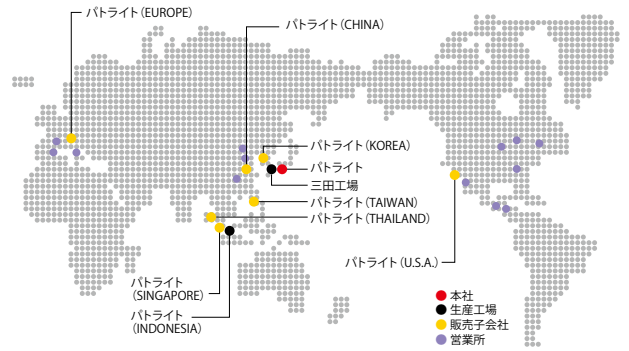 パトライト(EUROPE)
パトライト(CHINA)
パトライト(KOREA)
パトライト
三田工場
パトライト(TAIWAN)
パトライト(THAILAND)
パトライト(U.S.A.)
パトライト
(SINGAPORE)
パトライト
(INDONESIA)
本社
生産工場
販売子会社
営業所